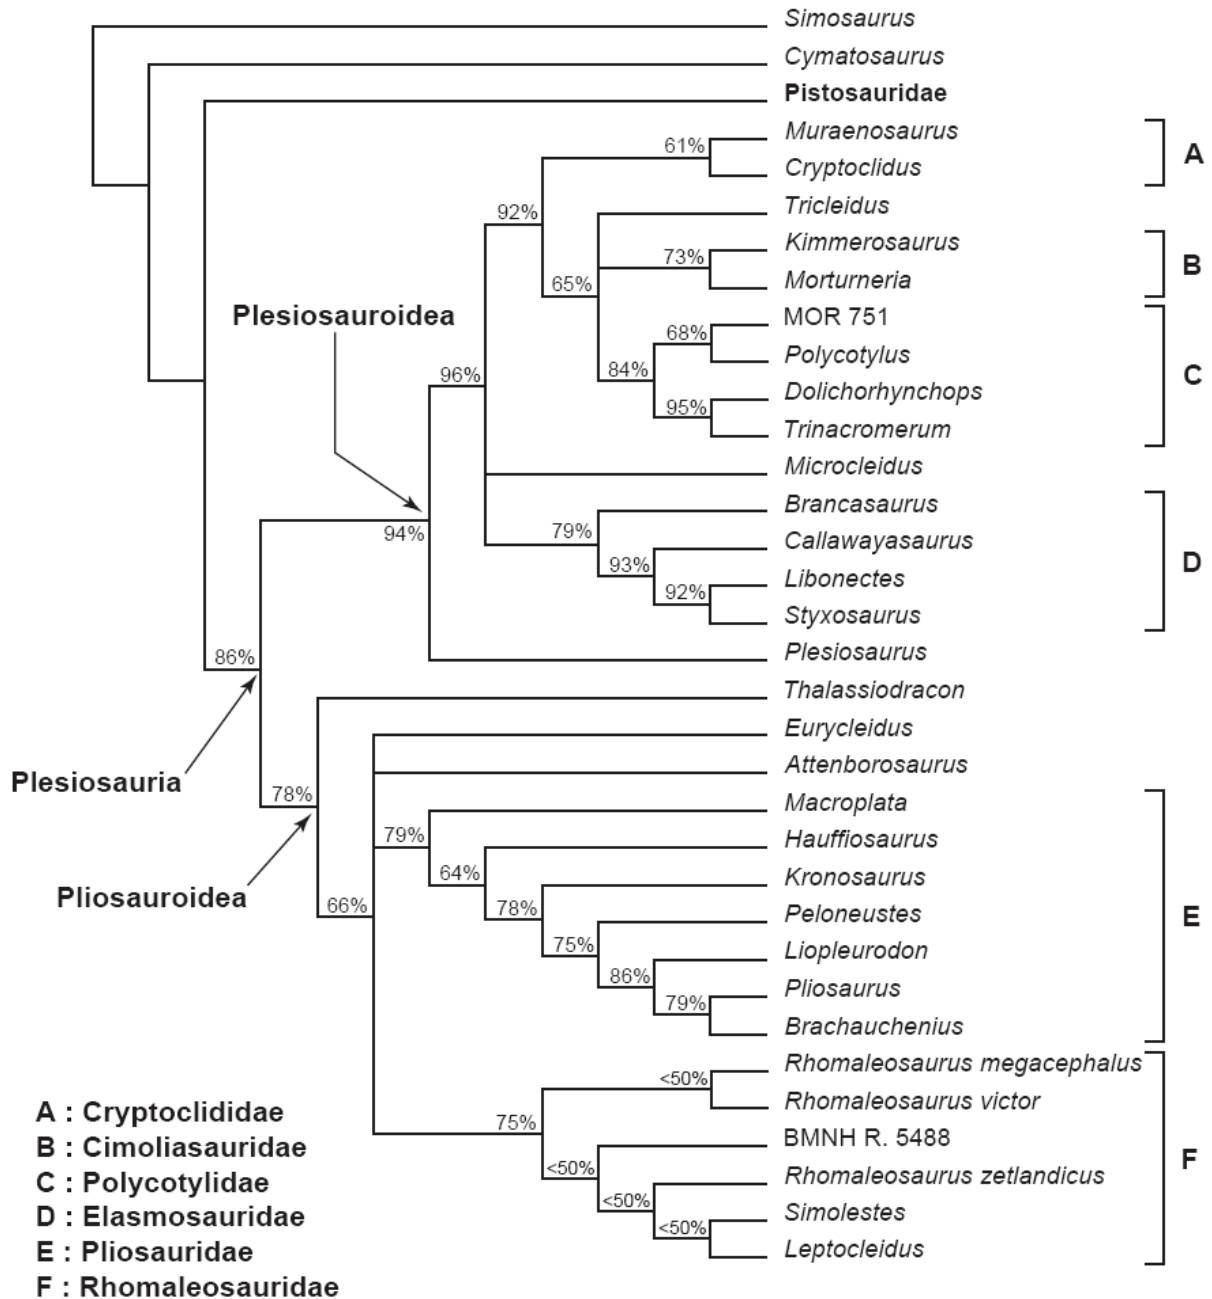 Simosaurus
Cymatosaurus
Pistosauridae
Muraenosaurus
61%
A
Cryptoclidus
Tricleidus
92%
Kimmerosaurus
73%
B
Morturneria
65%
MOR 751
Plesiosauroidea
68%
Polycotylus
84%
C
96%
Dolichorhynchops
95%
Trinacromerum
Microcleidus
Brancasaurus
79%
94%
Callawayasaurus
93%
D
Libonectes
92%
Styxosaurus
Plesiosaurus
86%
Thalassiodracon
Eurycleidus
Attenborosaurus
Plesiosauria
78%
Macroplata
79%
Hauffiosaurus
64%
Kronosaurus
Pliosauroidea
66%
78%
Peloneustes
E
75%
Liopleurodon
86%
Pliosaurus
79%
Brachauchenius
Rhomaleosaurus megacephalus
<50%
Rhomaleosaurus victor
75%
BMNH R. 5488
<50%
F
Rhomaleosaurus zetlandicus
<50%
Simolestes
<50%
Leptocleidus
A : Cryptoclididae
B : Cimoliasauridae
C : Polycotylidae
D : Elasmosauridae
E : Pliosauridae
F : Rhomaleosauridae